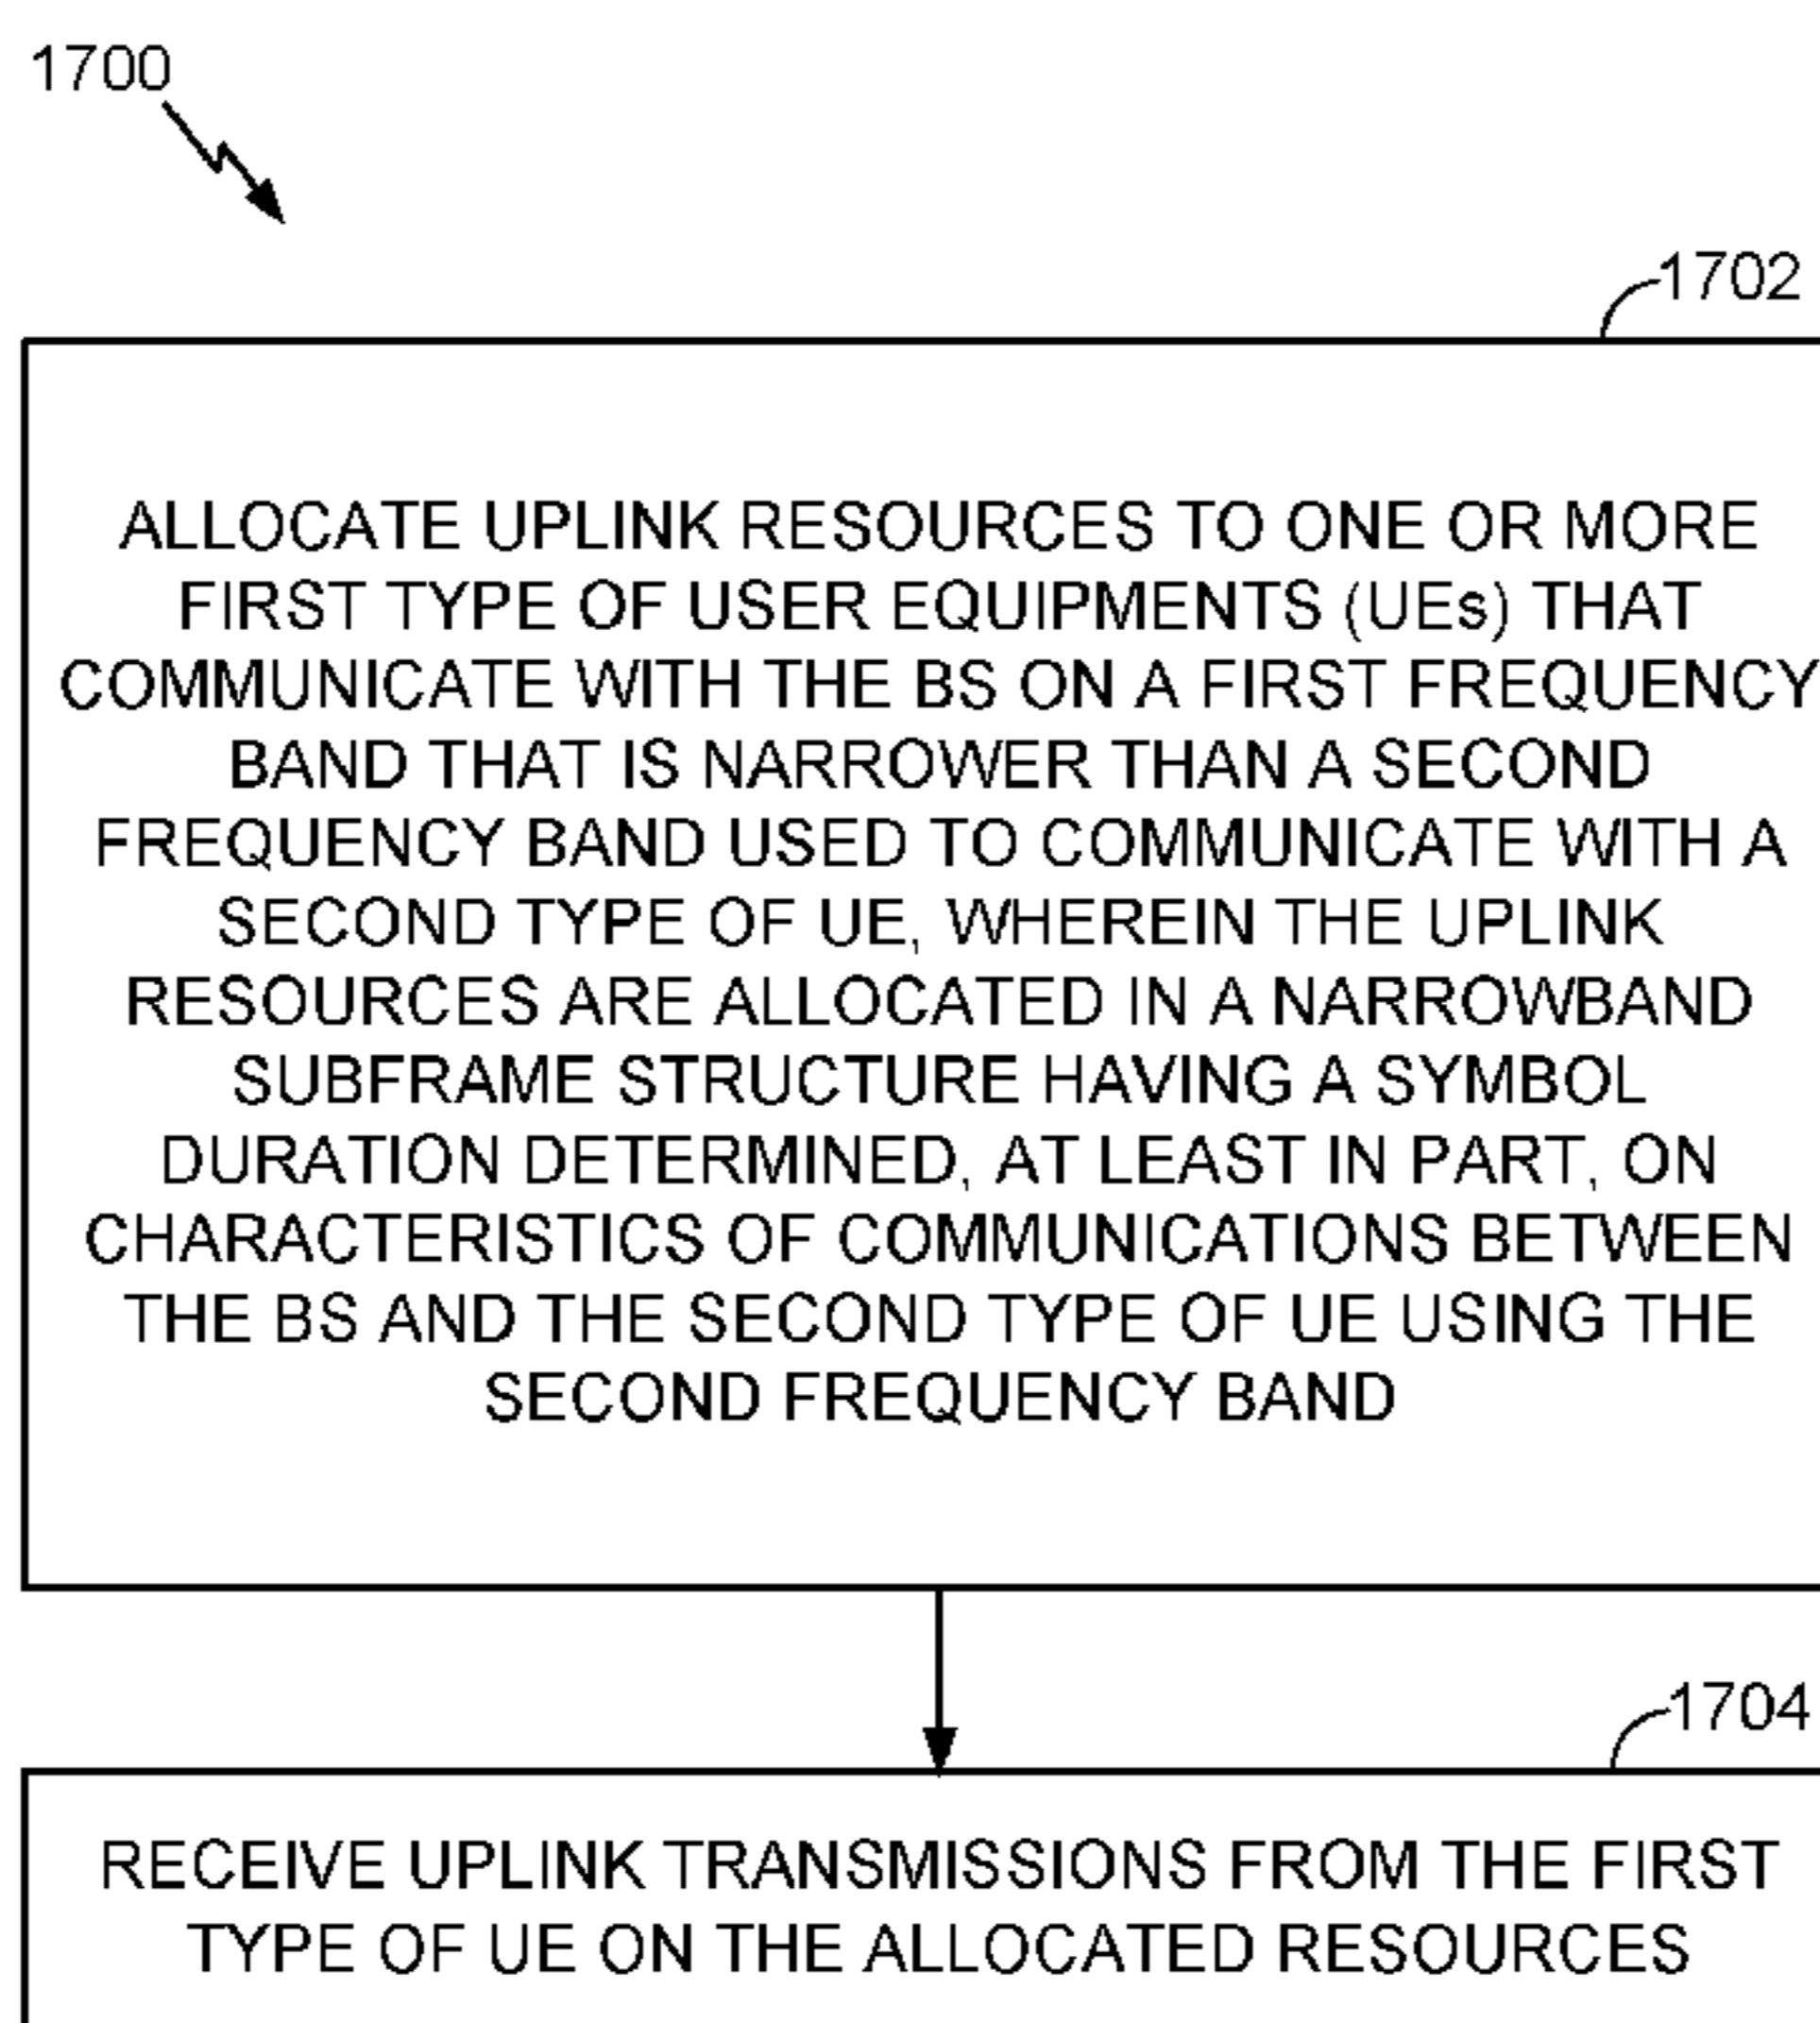 1700
1702
ALLOCATE UPLINK RESOURCES TO ONE OR MORE
FIRST TYPE OF USER EQUIPMENTS (UEs) THAT
COMMUNICATE WITH THE BS ON A FIRST FREQUENCY
BAND THAT IS NARROWER THAN A SECOND
FREQUENCY BAND USED TO COMMUNICATE WITH A
SECOND TYPE OF UE, WHEREIN THE UPLINK
RESOURCES ARE ALLOCATED IN A NARROWBAND
SUBFRAME STRUCTURE HAVING A SYMBOL
DURATION DETERMINED, AT LEAST IN PART, ON
CHARACTERISTICS OF COMMUNICATIONS BETWEEN
THE BS AND THE SECOND TYPE OF UE USING THE
SECOND FREQUENCY BAND
1704
RECEIVE UPLINK TRANSMISSIONS FROM THE FIRST
TYPE OF UE ON THE ALLOCATED RESOURCES